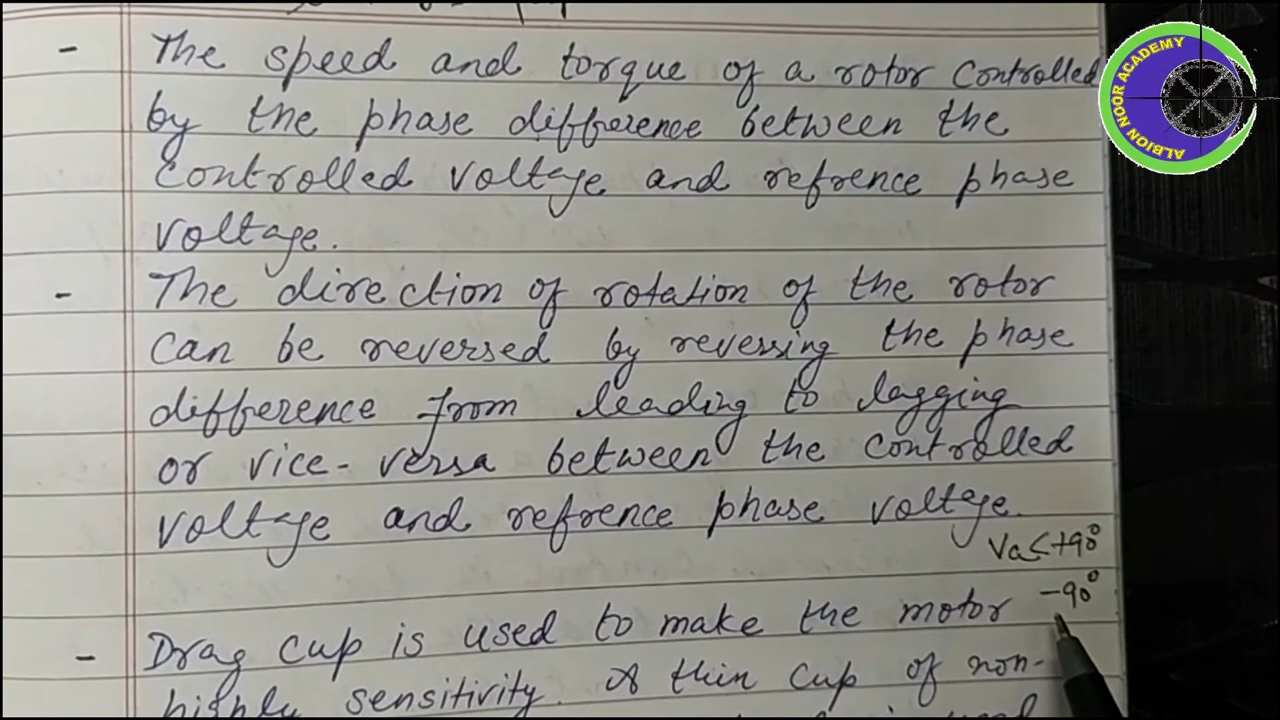 - The speed and torque of a rotor controlled
by the phase difference between the
controlled voltage and refrence phase
voltage.
- The direction of rotation of the rotor
can be reversed by reversing the phase
difference from leading to lagging
or vice-versa between the controlled
voltage and refrence phase voltage.
Va∠+90°
-90°
- Drag cup is used to make the motor
highly sensitivity. A thin cup of non-
ALBION NOOR ACADEMY